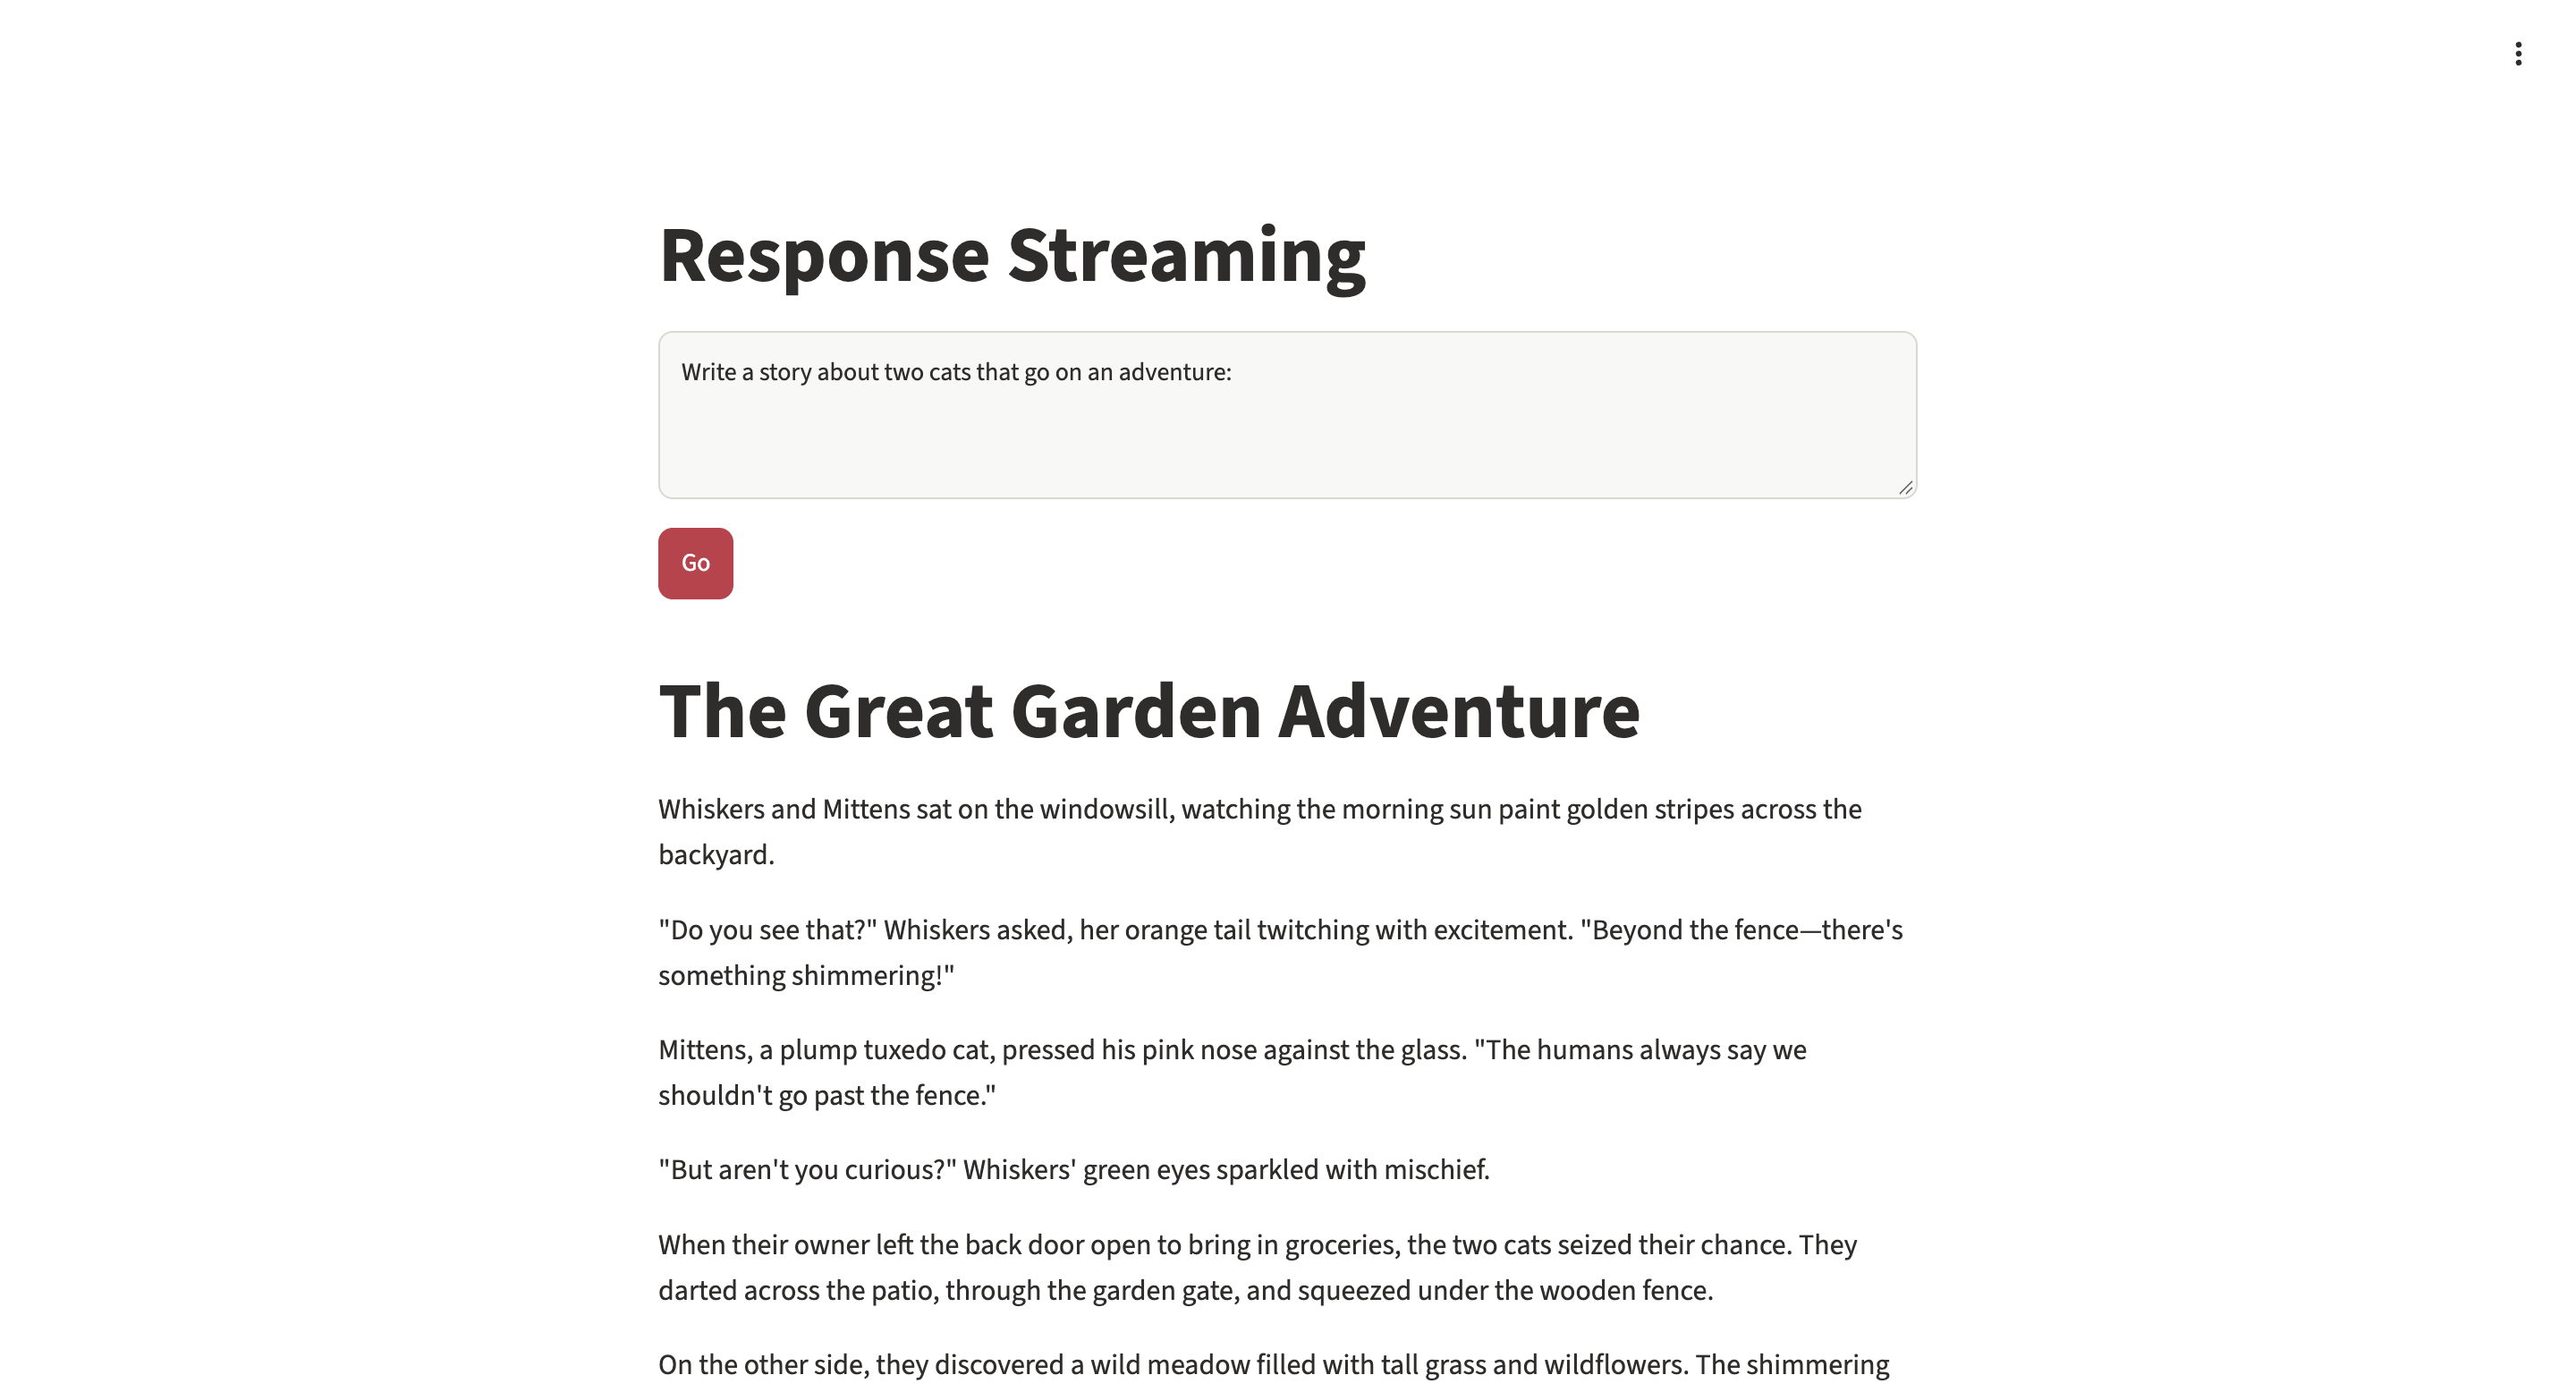 Response Streaming
Write a story about two cats that go on an adventure:
Go
The Great Garden Adventure
Whiskers and Mittens sat on the windowsill, watching the morning sun paint golden stripes across the
backyard.
"Do you see that?" Whiskers asked, her orange tail twitching with excitement. "Beyond the fence—there's
something shimmering!"
Mittens, a plump tuxedo cat, pressed his pink nose against the glass. "The humans always say we
shouldn't go past the fence."
"But aren't you curious?" Whiskers' green eyes sparkled with mischief.
When their owner left the back door open to bring in groceries, the two cats seized their chance. They
darted across the patio, through the garden gate, and squeezed under the wooden fence.
On the other side, they discovered a wild meadow filled with tall grass and wildflowers. The shimmering